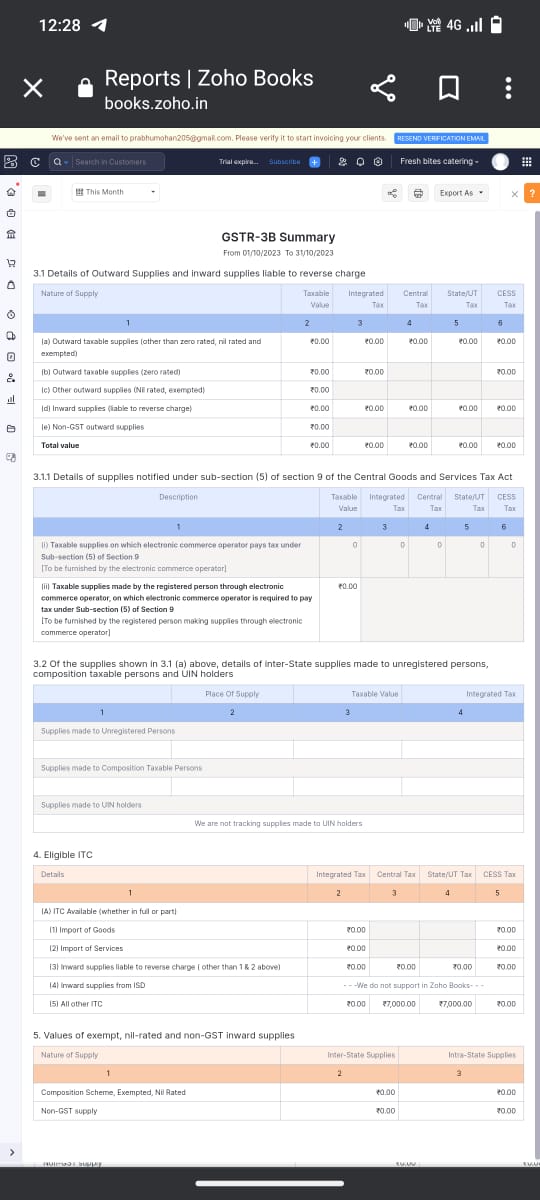 12:28
Vo) LTE 4G
Reports | Zoho Books
books.zoho.in
We've sent an email to prabhumohan205@gmail.com. Please verify it to start invoicing your clients. RESEND VERIFICATION EMAIL
Search in Customers Trial expire... Subscribe Fresh bites catering
This Month Export As ?
GSTR-3B Summary
From 01/10/2023 To 31/10/2023
3.1 Details of Outward Supplies and inward supplies liable to reverse charge
Nature of Supply Taxable Value Integrated Tax Central Tax State/UT Tax CESS Tax
1 2 3 4 5 6
(a) Outward taxable supplies (other than zero rated, nil rated and exempted) ₹0.00 ₹0.00 ₹0.00 ₹0.00 ₹0.00
(b) Outward taxable supplies (zero rated) ₹0.00 ₹0.00 ₹0.00
(c) Other outward supplies (Nil rated, exempted) ₹0.00
(d) Inward supplies (liable to reverse charge) ₹0.00 ₹0.00 ₹0.00 ₹0.00 ₹0.00
(e) Non-GST outward supplies ₹0.00
Total value ₹0.00 ₹0.00 ₹0.00 ₹0.00 ₹0.00
3.1.1 Details of supplies notified under sub-section (5) of section 9 of the Central Goods and Services Tax Act
Description Taxable Value Integrated Tax Central Tax State/UT Tax CESS Tax
1 2 3 4 5 6
(i) Taxable supplies on which electronic commerce operator pays tax under 0 0 0 0 0
Sub-section (5) of Section 9
[To be furnished by the electronic commerce operator]
(ii) Taxable supplies made by the registered person through electronic ₹0.00
commerce operator, on which electronic commerce operator is required to pay
tax under Sub-section (5) of Section 9
[To be furnished by the registered person making supplies through electronic
commerce operator]
3.2 Of the supplies shown in 3.1 (a) above, details of inter-State supplies made to unregistered persons,
composition taxable persons and UIN holders
Place Of Supply Taxable Value Integrated Tax
1 2 3 4
Supplies made to Unregistered Persons
Supplies made to Composition Taxable Persons
Supplies made to UIN holders
We are not tracking supplies made to UIN holders
4. Eligible ITC
Details Integrated Tax Central Tax State/UT Tax CESS Tax
1 2 3 4 5
(A) ITC Available (whether in full or part)
(1) Import of Goods ₹0.00 ₹0.00
(2) Import of Services ₹0.00 ₹0.00
(3) Inward supplies liable to reverse charge ( other than 1 & 2 above) ₹0.00 ₹0.00 ₹0.00 ₹0.00
(4) Inward supplies from ISD - - -We do not support in Zoho Books- - -
(5) All other ITC ₹0.00 ₹7,000.00 ₹7,000.00 ₹0.00
5. Values of exempt, nil-rated and non-GST inward supplies
Nature of Supply Inter-State Supplies Intra-State Supplies
1 2 3
Composition Scheme, Exempted, Nil Rated ₹0.00 ₹0.00
Non-GST supply ₹0.00 ₹0.00
Non-GST supply ₹0.00 ₹0.00